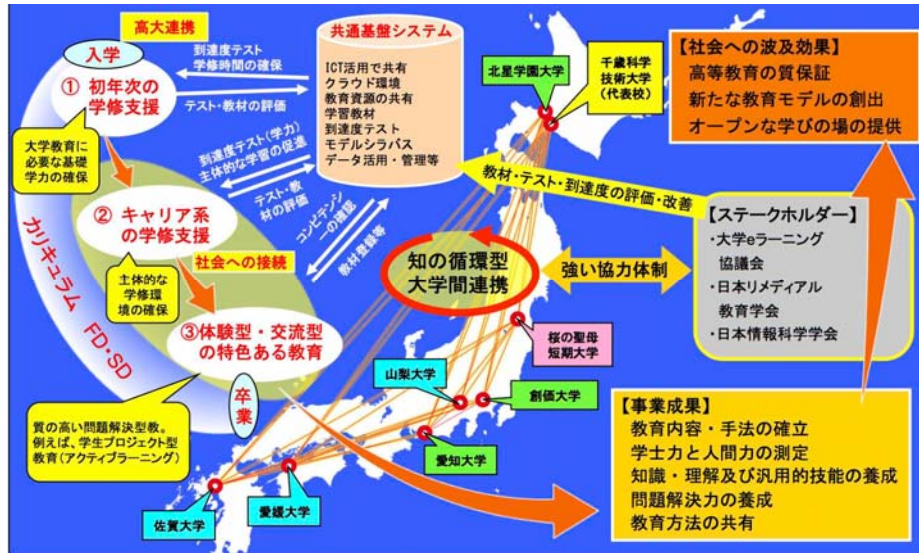 高大連携
入学
① 初年次の
学修支援
大学教育に
必要な基礎
学力の確保
② キャリア系
の学修支援
社会への接続
主体的な
学修環
境の確保
③体験型・交流型
の特色ある教育
カリキュラム FD・SD
卒業
質の高い問題解決型教。
例えば、学生プロジェクト型
教育(アクティブラーニング)
到達度テスト
学修時間の確保
テスト・教材の評価
到達度テスト(学力)
主体的な学習の促進
テスト・教
材の評価
コンピテンシ
ーの確認
教材登録等
共通基盤システム
ICT活用で共有
クラウド環境
教育資源の共有
学習教材
到達度テスト
モデルシラバス
データ活用・管理等
北星学園大学
千歳科学
技術大学
(代表校)
教材・テスト・到達度の評価・改善
知の循環型
大学間連携
強い協力体制
桜の聖母
短期大学
山梨大学
創価大学
愛知大学
愛媛大学
佐賀大学
【社会への波及効果】
高等教育の質保証
新たな教育モデルの創出
オープンな学びの場の提供
【ステークホルダー】
・大学eラーニング
協議会
・日本リメディアル
教育学会
・日本情報科学学会
【事業成果】
教育内容・手法の確立
学士力と人間力の測定
知識・理解及び汎用的技能の養成
問題解決力の養成
教育方法の共有